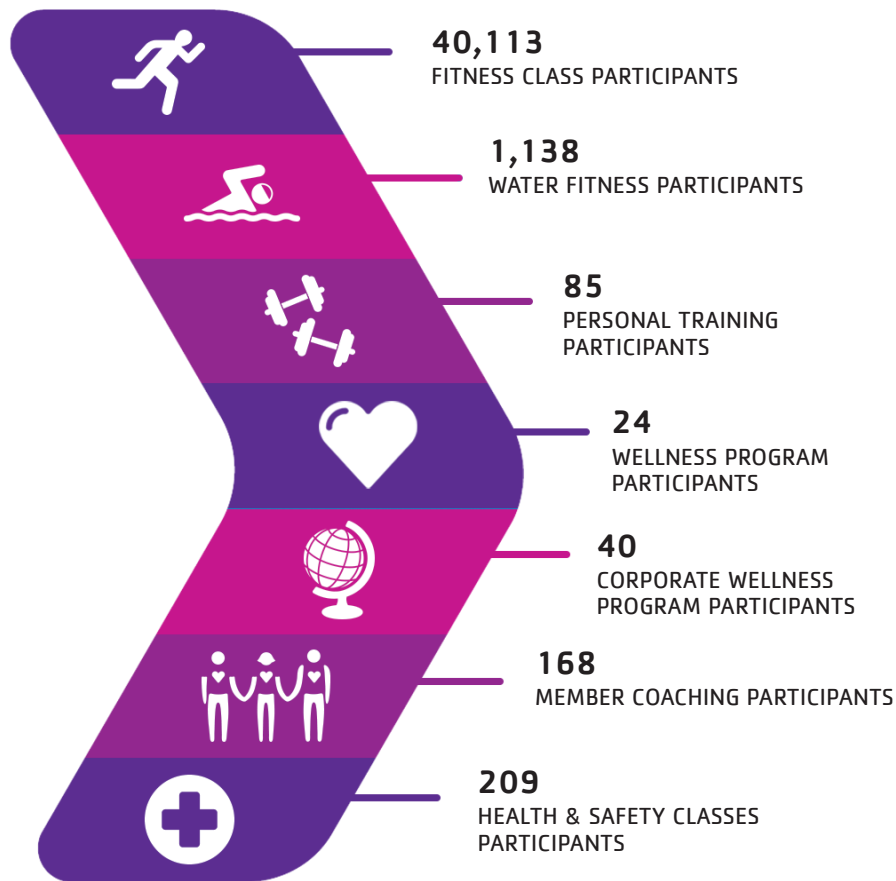 40,113
FITNESS CLASS PARTICIPANTS
1,138
WATER FITNESS PARTICIPANTS
85
PERSONAL TRAINING
PARTICIPANTS
24
WELLNESS PROGRAM
PARTICIPANTS
40
CORPORATE WELLNESS
PROGRAM PARTICIPANTS
168
MEMBER COACHING PARTICIPANTS
209
HEALTH & SAFETY CLASSES
PARTICIPANTS